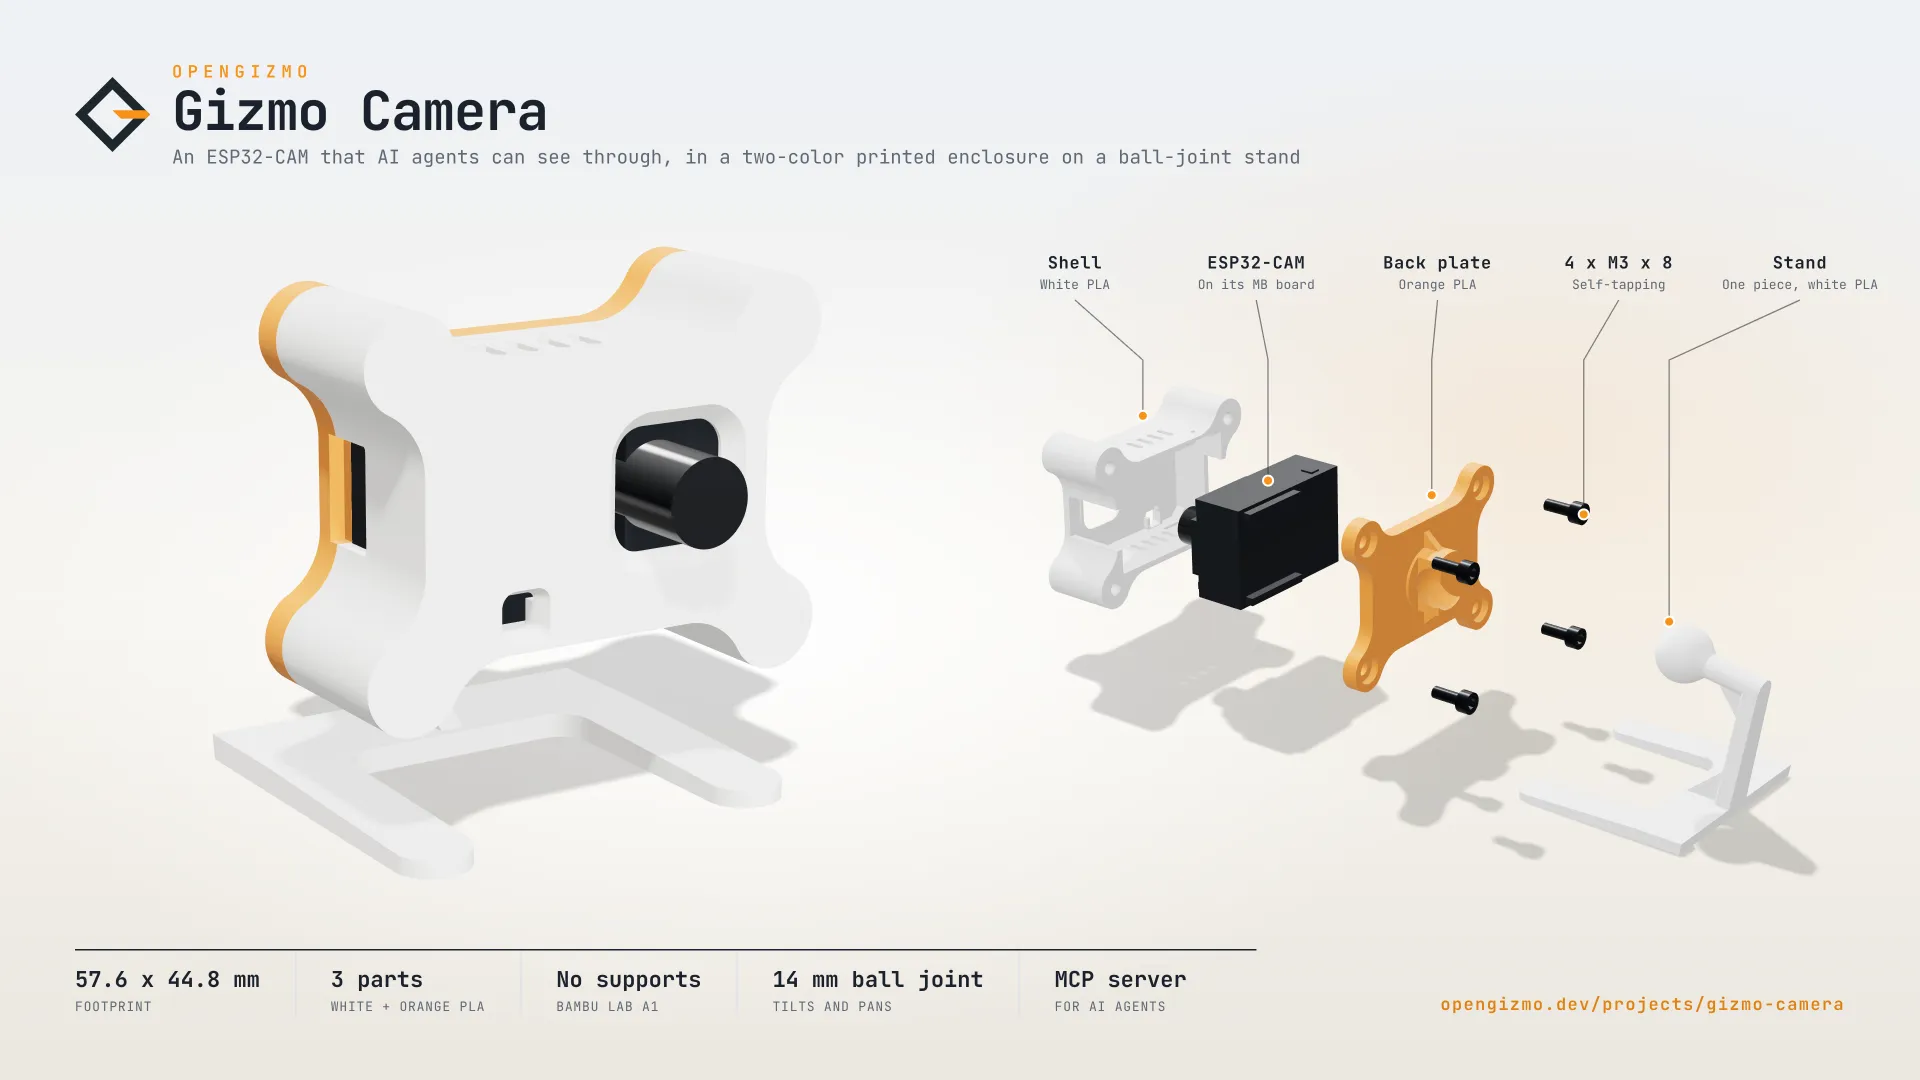 OPENGIZMO
Gizmo Camera
An ESP32-CAM that AI agents can see through, in a two-color printed enclosure on a ball-joint stand
Shell
White PLA
ESP32-CAM
On its MB board
Back plate
Orange PLA
4 x M3 x 8
Self-tapping
Stand
One piece, white PLA
57.6 x 44.8 mm
FOOTPRINT
3 parts
WHITE + ORANGE PLA
No supports
BAMBU LAB A1
14 mm ball joint
TILTS AND PANS
MCP server
FOR AI AGENTS
opengizmo.dev/projects/gizmo-camera